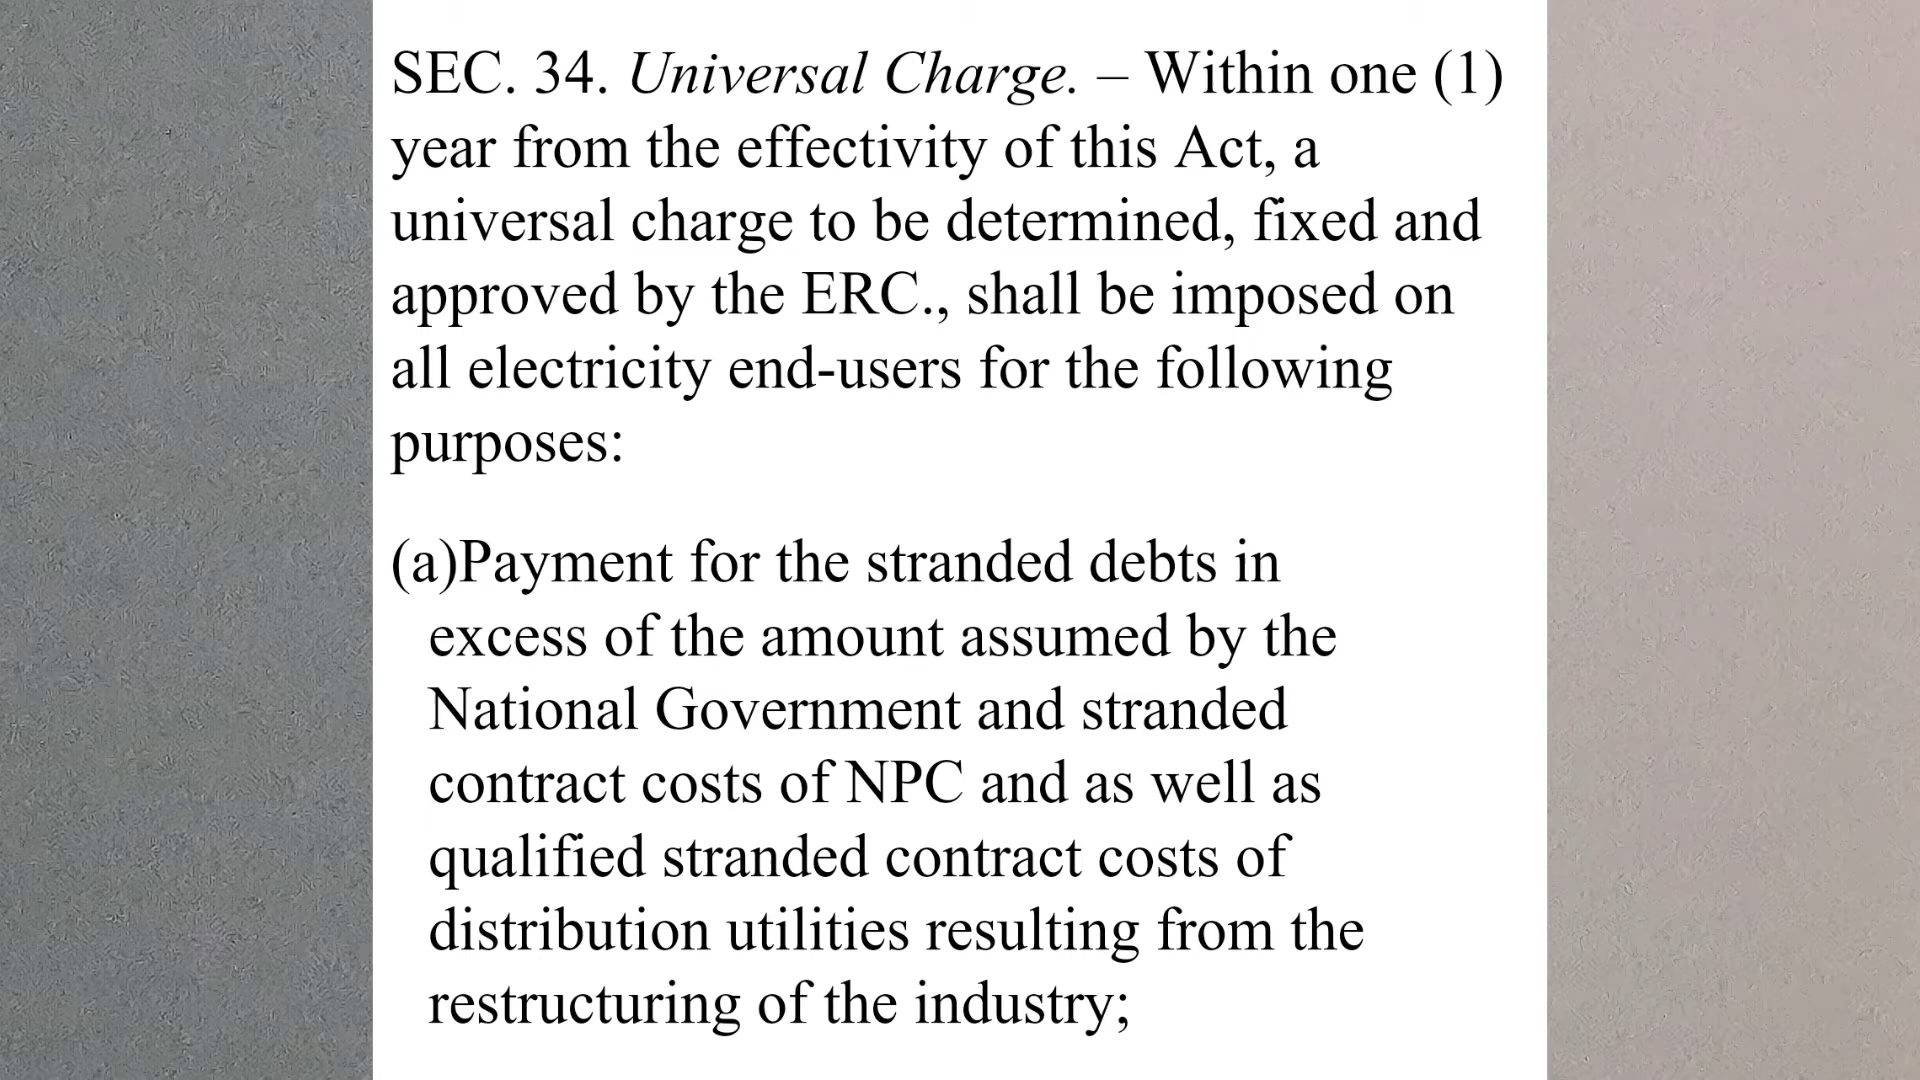 SEC. 34. Universal Charge. – Within one (1)
year from the effectivity of this Act, a
universal charge to be determined, fixed and
approved by the ERC., shall be imposed on
all electricity end-users for the following
purposes:
(a)Payment for the stranded debts in
excess of the amount assumed by the
National Government and stranded
contract costs of NPC and as well as
qualified stranded contract costs of
distribution utilities resulting from the
restructuring of the industry;